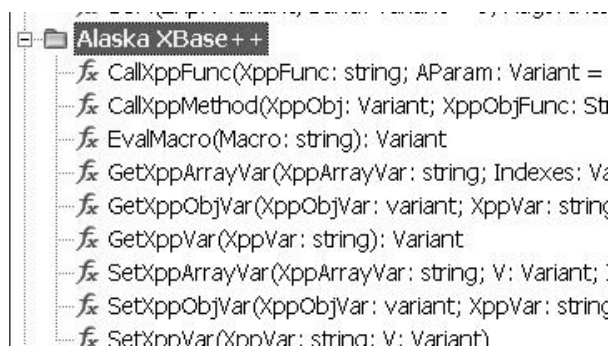 Alaska XBase++
CallXppFunc(XppFunc: string; AParam: Variant =
CallXppMethod(XppObj: Variant; XppObjFunc: Str
EvalMacro(Macro: string): Variant
GetXppArrayVar(XppArrayVar: string; Indexes: Va
GetXppObjVar(XppObjVar: variant; XppVar: string
GetXppVar(XppVar: string): Variant
SetXppArrayVar(XppArrayVar: string; V: Variant;
SetXppObjVar(XppObjVar: variant; XppVar: string
SetXppVar(XppVar: string; V: Variant)